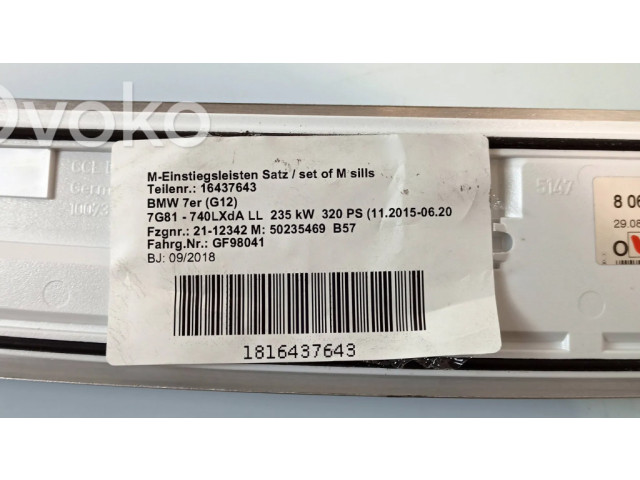 Ovoko
M-Einstiegsleisten Satz / set of M sills
Teilenr.: 16437643
BMW 7er (G12)
7G81 - 740LXdA LL 235 kW 320 PS (11.2015-06.20
Fzgnr.: 21-12342 M: 50235469 B57
Fahrg.Nr.: GF98041
BJ: 09/2018
1816437643
5147
8 06
29.08